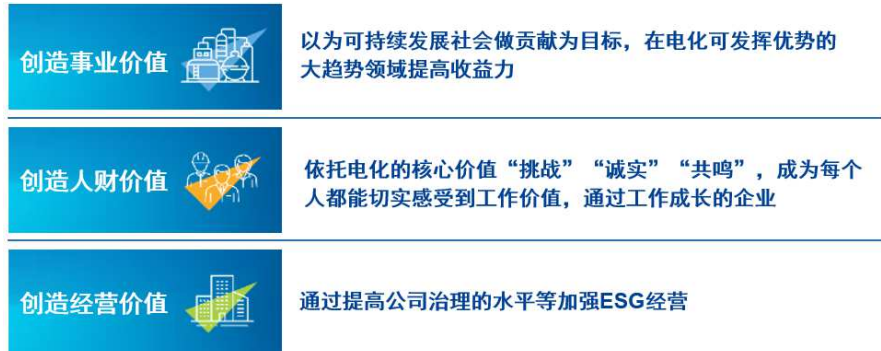 创造事业价值
以为可持续发展社会做贡献为目标，在电化可发挥优势的
大趋势领域提高收益力
创造人财价值
依托电化的核心价值“挑战”“诚实”“共鸣”，成为每个
人都能切实感受到工作价值，通过工作成长的企业
创造经营价值
通过提高公司治理的水平等加强ESG经营